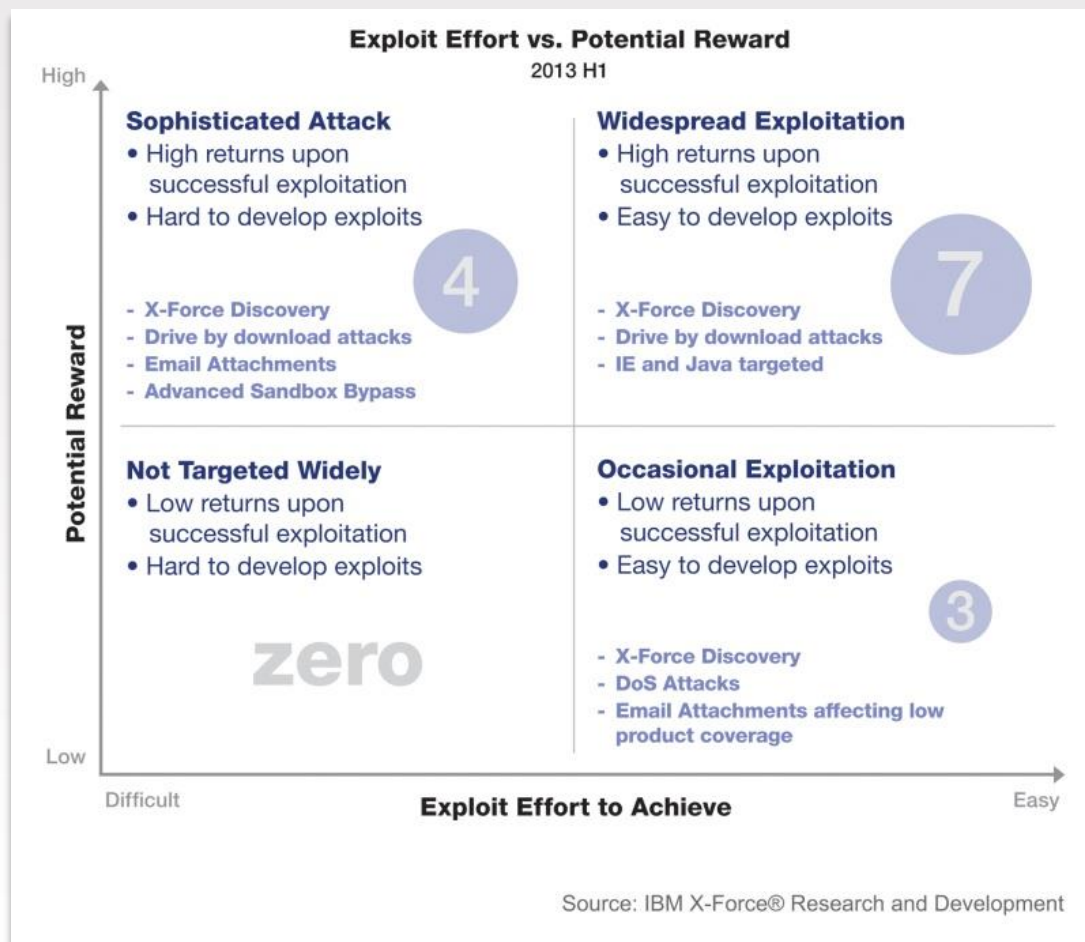 Exploit Effort vs. Potential Reward
2013 H1
High
Potential Reward
Low
Sophisticated Attack
• High returns upon
successful exploitation
• Hard to develop exploits
4
- X-Force Discovery
- Drive by download attacks
- Email Attachments
- Advanced Sandbox Bypass
Widespread Exploitation
• High returns upon
successful exploitation
• Easy to develop exploits
7
- X-Force Discovery
- Drive by download attacks
- IE and Java targeted
Not Targeted Widely
• Low returns upon
successful exploitation
• Hard to develop exploits
zero
Occasional Exploitation
• Low returns upon
successful exploitation
• Easy to develop exploits
3
- X-Force Discovery
- DoS Attacks
- Email Attachments affecting low
product coverage
Difficult
Exploit Effort to Achieve
Easy
Source: IBM X-Force® Research and Development